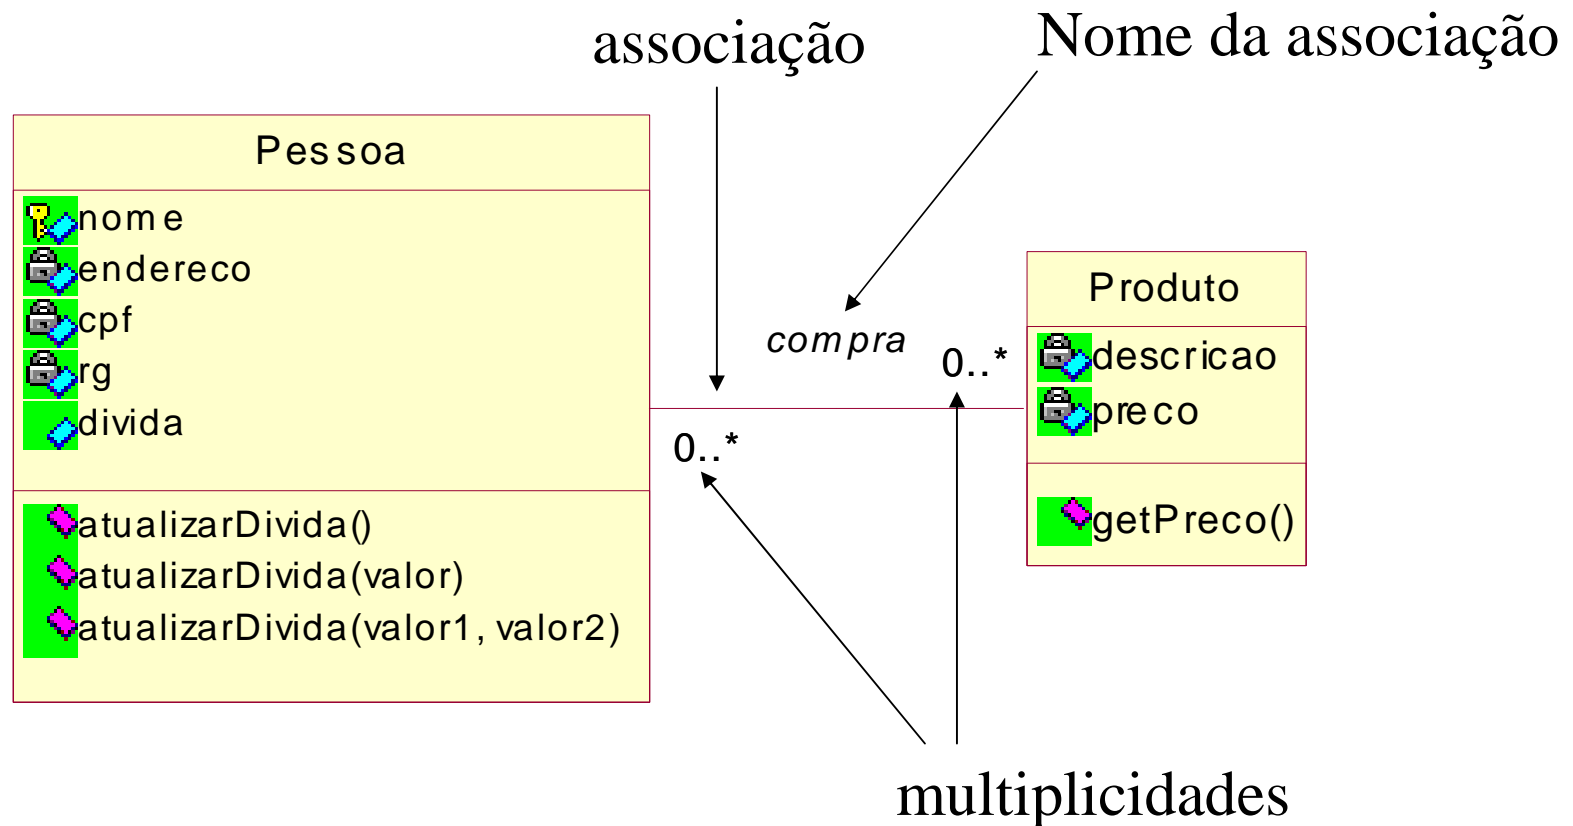 associação
Nome da associação
Pessoa
nome
endereco
cpf
rg
divida
atualizarDivida()
atualizarDivida(valor)
atualizarDivida(valor1, valor2)
compra
0..*
0..*
Produto
descricao
preco
getPreco()
multiplicidades